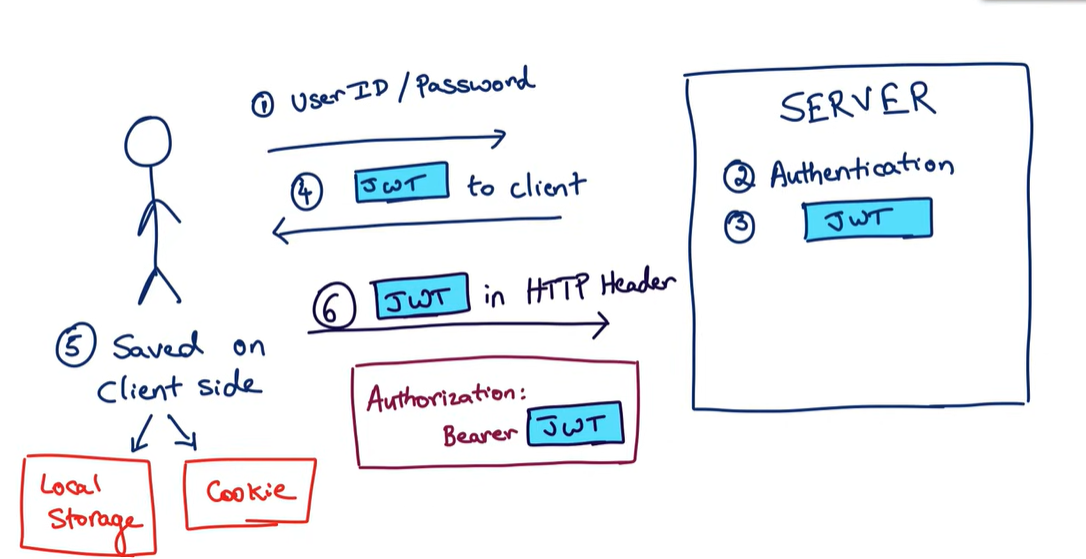 ① UserID / Password
④ JWT to client
⑥ JWT in HTTP Header
Authorization:
Bearer JWT
⑤ Saved on
Client side
Local
Storage
Cookie
SERVER
② Authentication
③ JWT